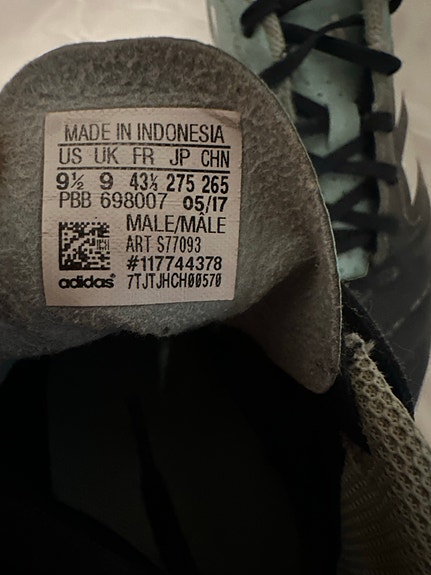 MADE IN INDONESIA
US UK FR JP CHN
9½ 9 43⅓ 275 265
PBB 698007 05/17
MALE/MÂLE
ART S77093
#117744378
adidas® 7TJTJHCH00570